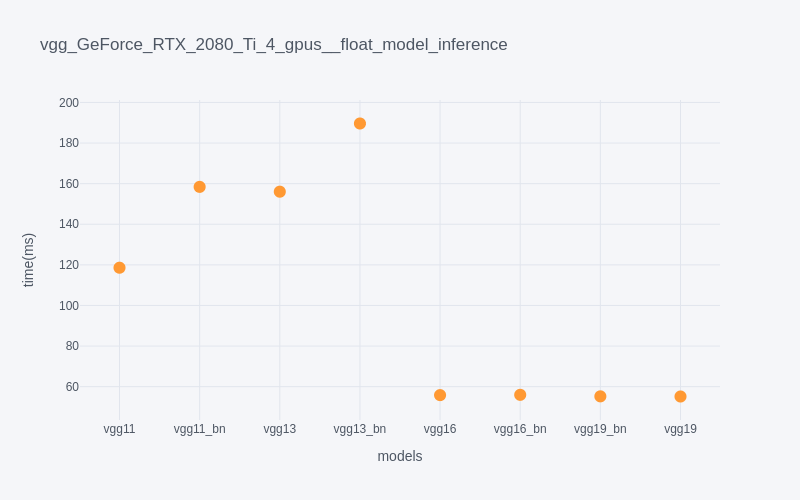 vgg_GeForce_RTX_2080_Ti_4_gpus__float_model_inference
200
180
160
140
120
100
80
60
time(ms)
vgg11 vgg11_bn vgg13 vgg13_bn vgg16 vgg16_bn vgg19_bn vgg19
models